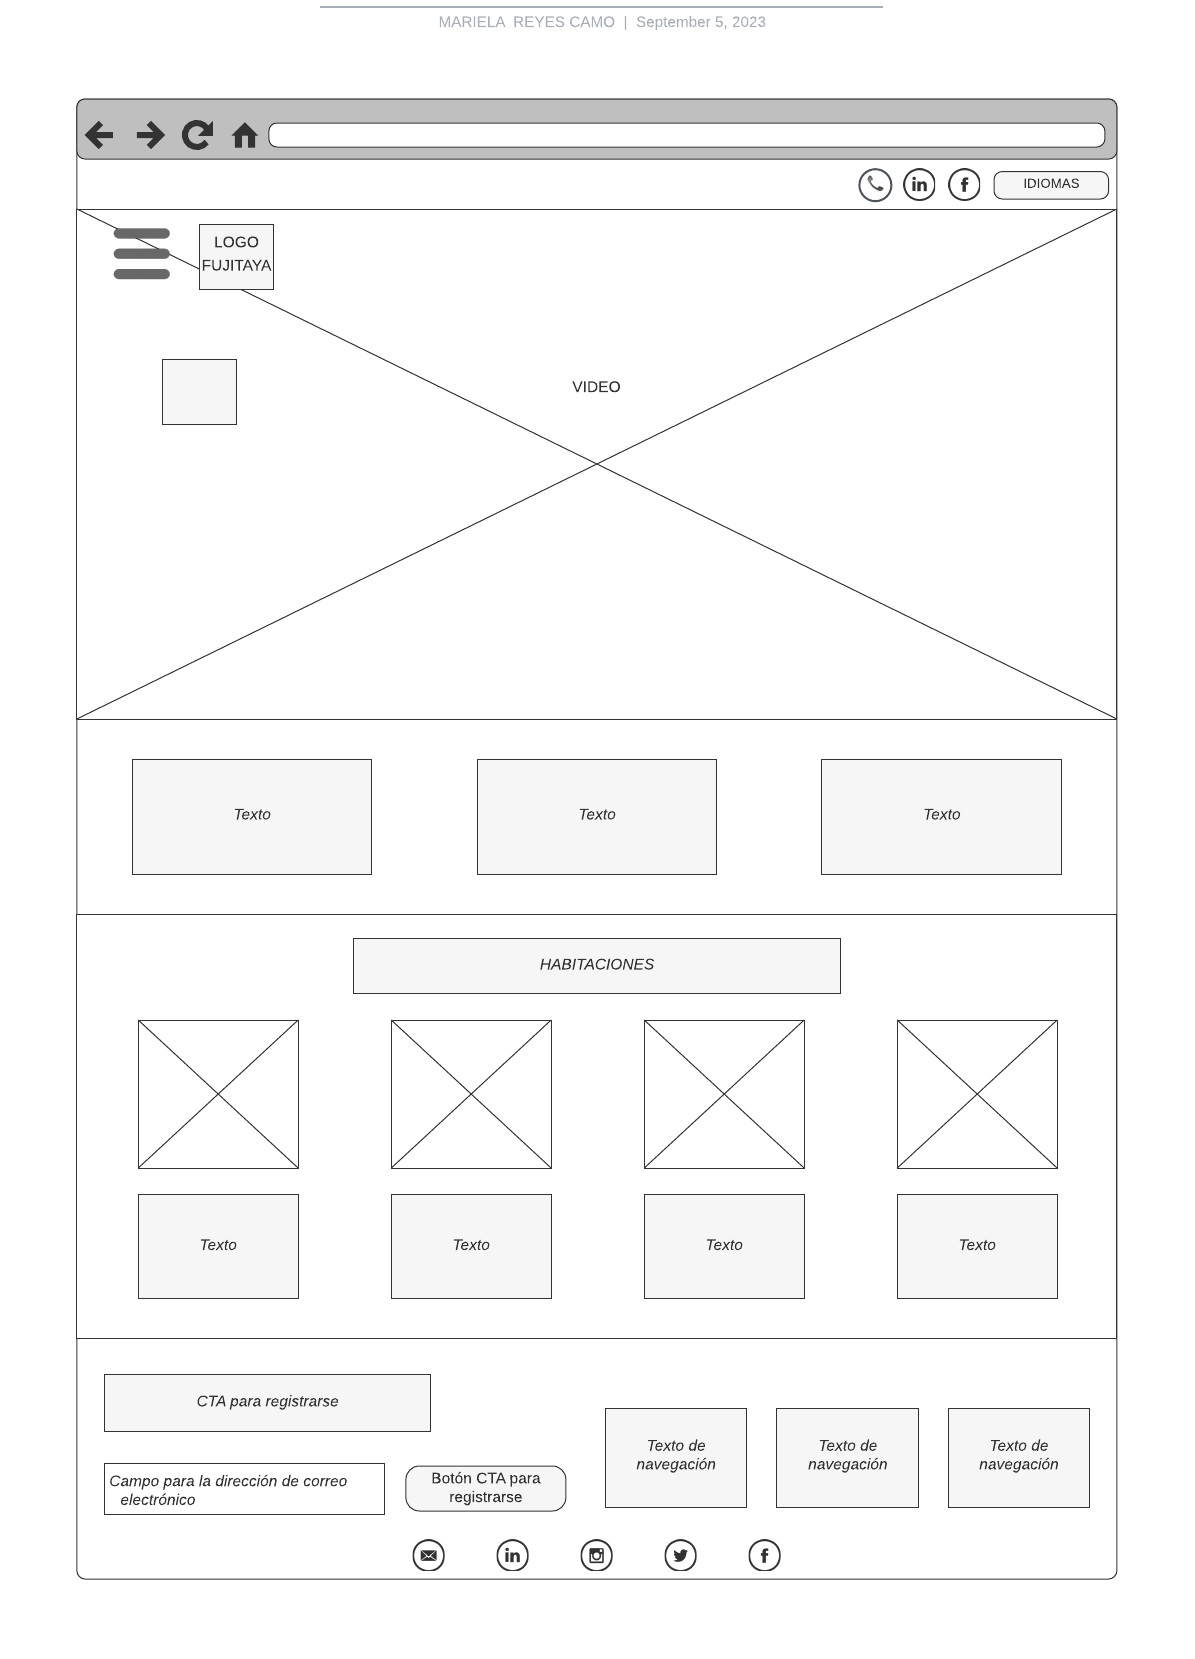 MARIELA  REYES CAMO  |  September 5, 2023
IDIOMAS
LOGO
FUJITAYA
VIDEO
Texto
Texto
Texto
HABITACIONES
Texto
Texto
Texto
Texto
CTA para registrarse
Campo para la dirección de correo
electrónico
Botón CTA para
registrarse
Texto de
navegación
Texto de
navegación
Texto de
navegación